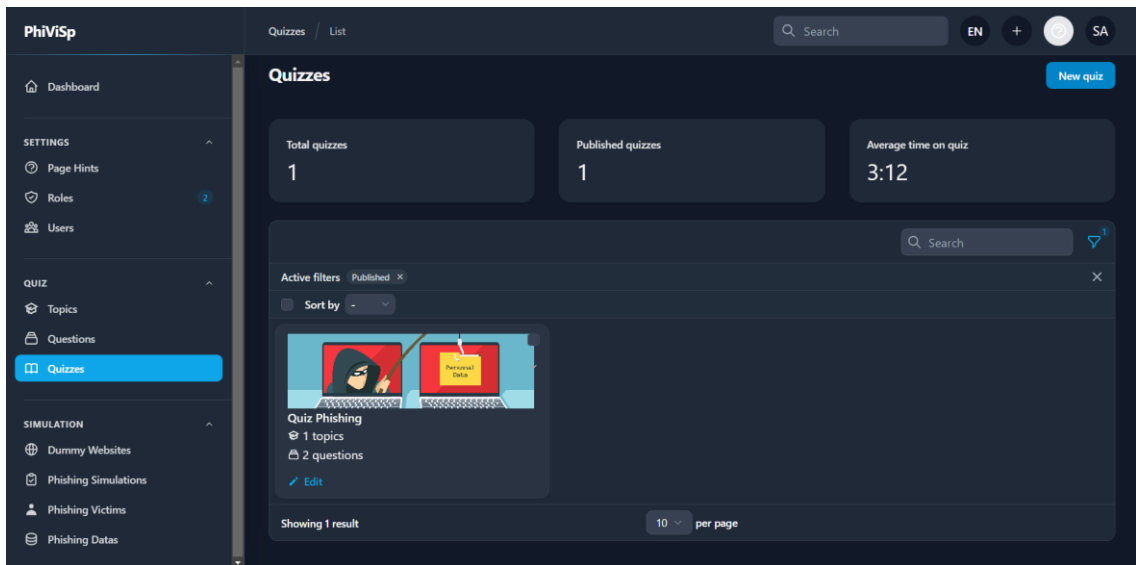 PhiViSp
Quizzes / List
Search
EN
+
SA
Dashboard
SETTINGS
Page Hints
Roles 2
Users
QUIZ
Topics
Questions
Quizzes
SIMULATION
Dummy Websites
Phishing Simulations
Phishing Victims
Phishing Datas
Quizzes
New quiz
Total quizzes
1
Published quizzes
1
Average time on quiz
3:12
Search
1
Active filters Published ×
Sort by -
Personal
Data
Quiz Phishing
1 topics
2 questions
Edit
Showing 1 result
10 per page